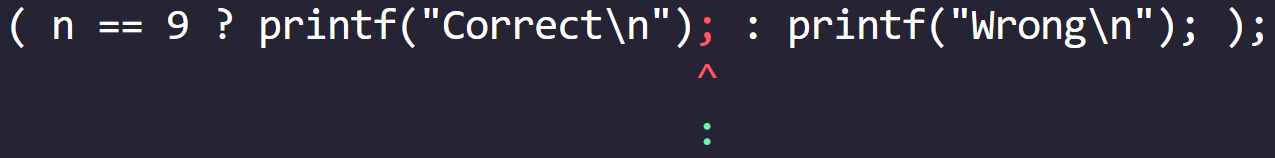 ( n == 9 ? printf("Correct\n"); : printf("Wrong\n"); );
^
: